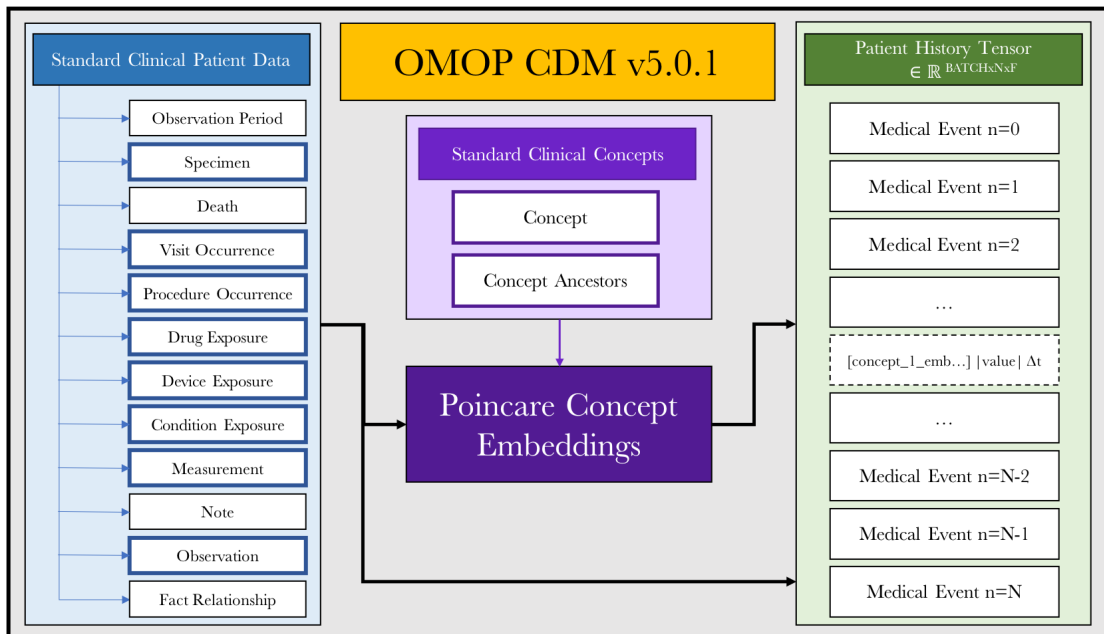 Standard Clinical Patient Data
Observation Period
Specimen
Death
Visit Occurrence
Procedure Occurrence
Drug Exposure
Device Exposure
Condition Exposure
Measurement
Note
Observation
Fact Relationship
OMOP CDM v5.0.1
Standard Clinical Concepts
Concept
Concept Ancestors
Poincare Concept
Embeddings
Patient History Tensor
∈ ℝ BATCHxNxF
Medical Event n=0
Medical Event n=1
Medical Event n=2
…
[concept_1_emb…] |value| Δt
…
Medical Event n=N-2
Medical Event n=N-1
Medical Event n=N